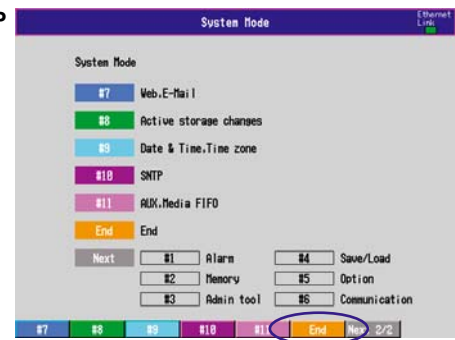 System Mode
Ethernet
Link
System Mode
#7 Web.E-Mail
#8 Active storage changes
#9 Date & Time.Time zone
#10 SNTP
#11 AUX.Media FIFO
End End
Next #1 Alarm #4 Save/Load
#2 Memory #5 Option
#3 Admin tool #6 Communication
#7 #8 #9 #10 #11 End Next 2/2